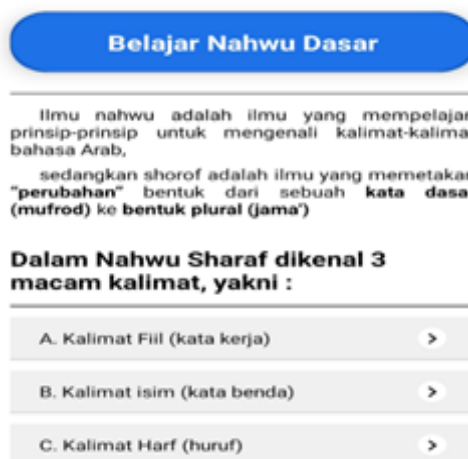 Belajar Nahwu Dasar
Ilmu nahwu adalah ilmu yang mempelajar
prinsip-prinsip untuk mengenali kalimat-kalima
bahasa Arab,
sedangkan shorof adalah ilmu yang memetakan
"perubahan" bentuk dari sebuah kata dasa
(mufrod) ke bentuk plural (jama')
Dalam Nahwu Sharaf dikenal 3
macam kalimat, yakni :
A. Kalimat Fiil (kata kerja)
B. Kalimat isim (kata benda)
C. Kalimat Harf (huruf)